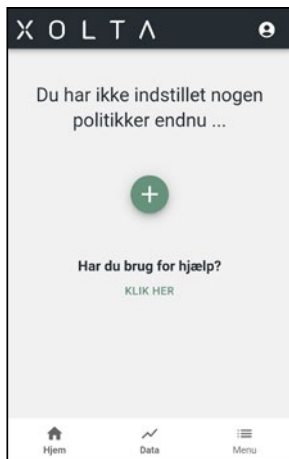 XOLTA
Du har ikke indstillet nogen
politikker endnu ...
Har du brug for hjælp?
KLIK HER
Hjem Data Menu